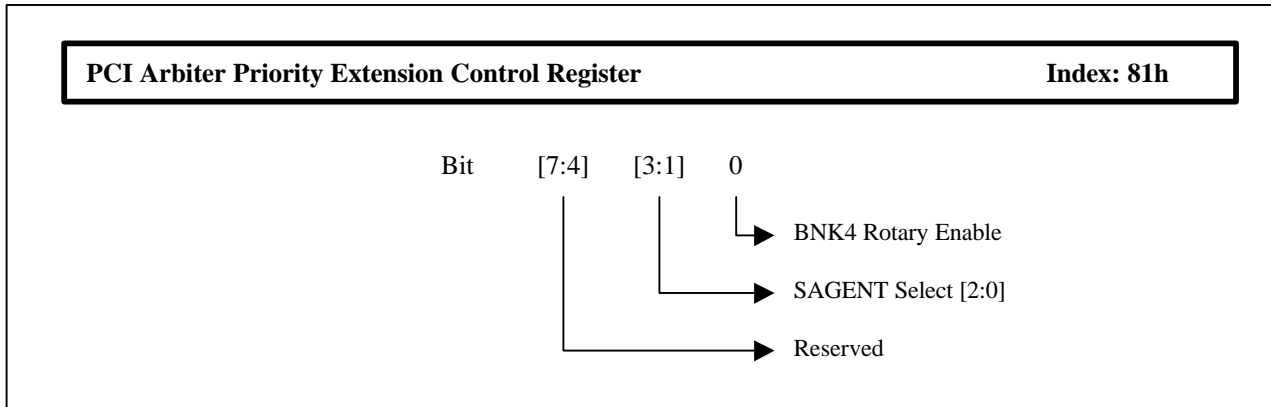 PCI Arbiter Priority Extension Control Register Index: 81h
Bit [7:4] [3:1] 0
BNK4 Rotary Enable
SAGENT Select [2:0]
Reserved